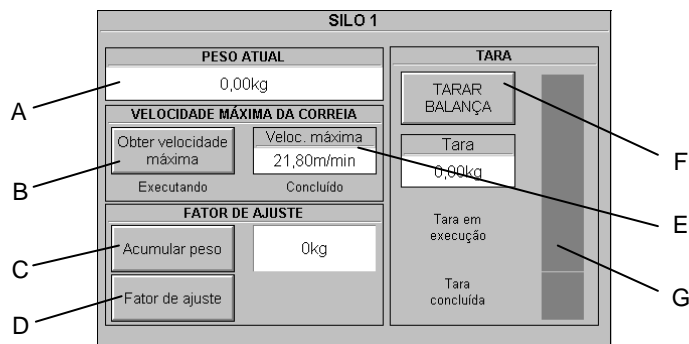 SILO 1
PESO ATUAL
0,00kg
VELOCIDADE MÁXIMA DA CORREIA
Obter velocidade
máxima
Executando
Veloc. máxima
21,80m/min
Concluído
FATOR DE AJUSTE
Acumular peso
0kg
Fator de ajuste
TARA
TARAR
BALANÇA
Tara
0,00kg
Tara em
execução
Tara
concluída
A
B
C
D
F
E
G